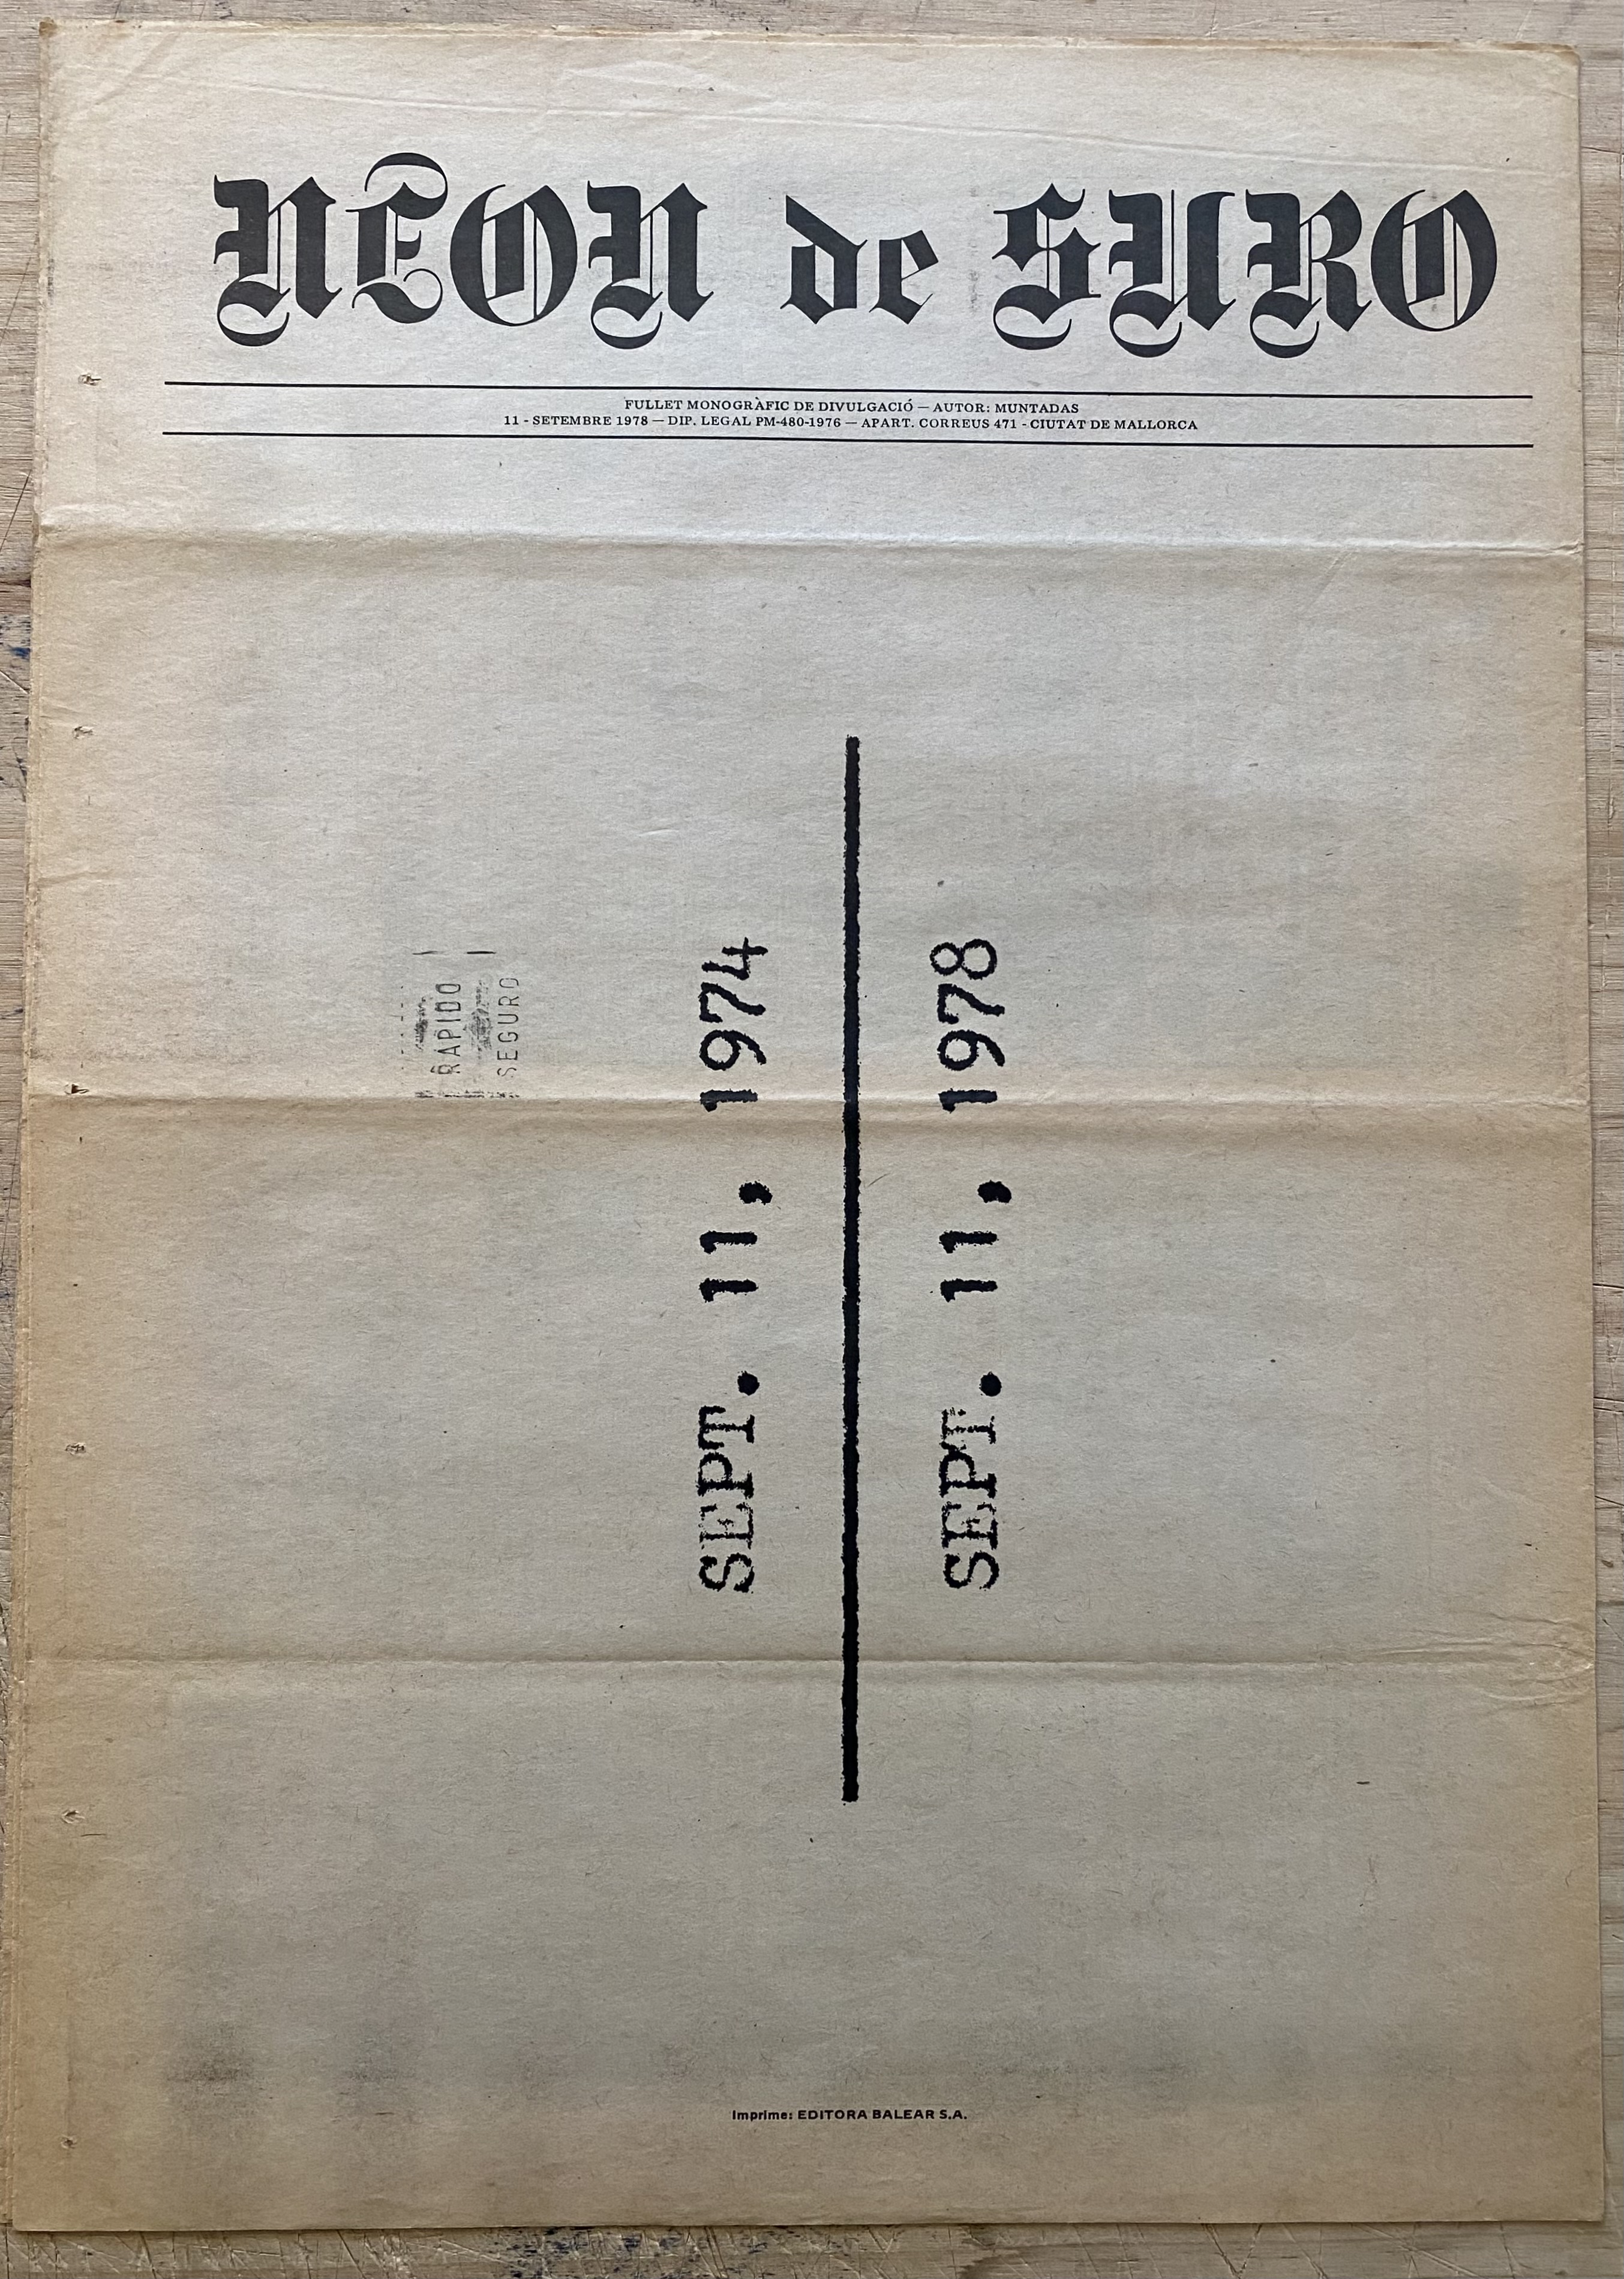 NEON de SURO
FULLET MONOGRÀFIC DE DIVULGACIÓ — AUTOR: MUNTADAS
11 - SETEMBRE 1978 — DIP. LEGAL PM-480-1976 — APART. CORREUS 471 - CIUTAT DE MALLORCA
RAPIDO
SEGURO
SEPT. 11, 1974
SEPT. 11, 1978
Imprime: EDITORA BALEAR S.A.